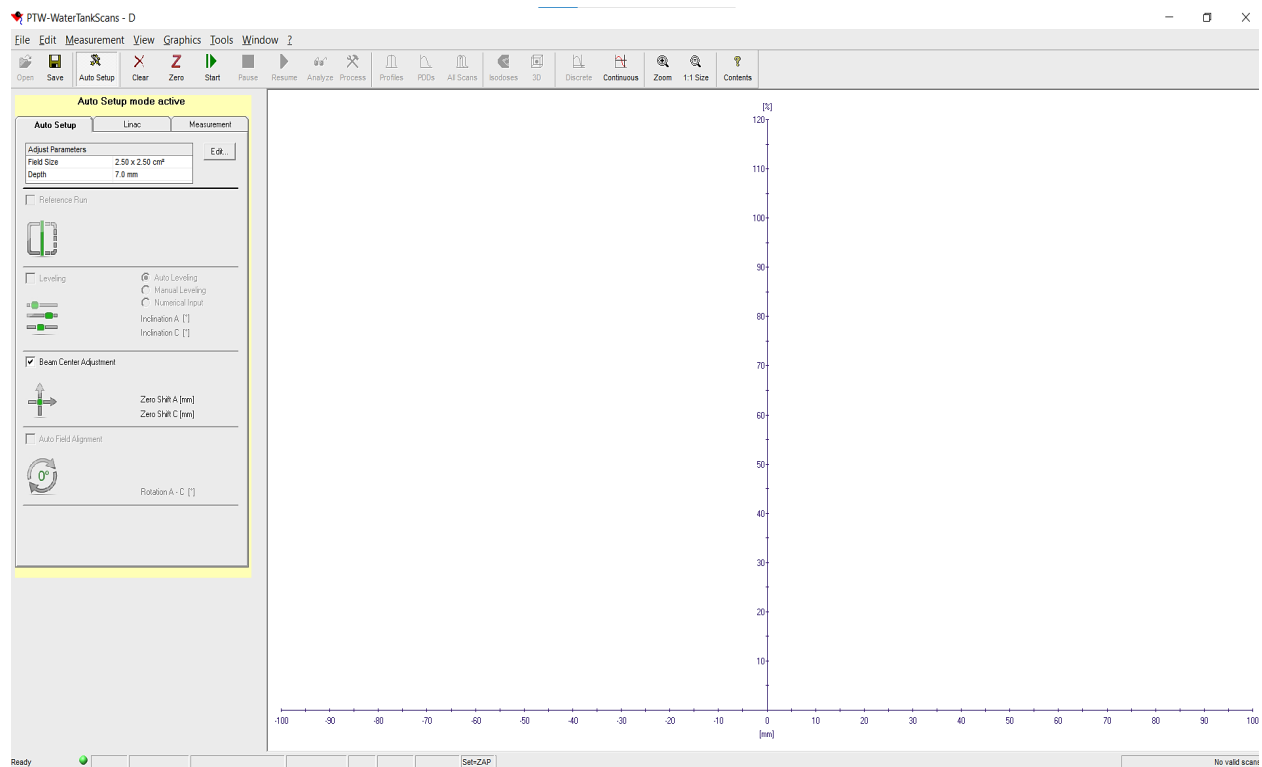 PTW-WaterTankScans - D
File Edit Measurement View Graphics Tools Window ?
Open Save Auto Setup Clear Zero Start Pause Resume Analyze Process Profiles PDDs All Scans Isodoses 3D Discrete Continuous Zoom 1:1 Size Contents
Auto Setup mode active
Auto Setup Linac Measurement
Adjust Parameters
Edit...
Field Size 2.50 x 2.50 cm²
Depth 7.0 mm
Reference Run
Leveling
Auto Leveling
Manual Leveling
Numerical Input
Inclination A [°]
Inclination C [°]
Beam Center Adjustment
Zero Shift A [mm]
Zero Shift C [mm]
Auto Field Alignment
0°
Rotation A - C [°]
[%]
120
110
100
90
80
70
60
50
40
30
20
10
-100 -90 -80 -70 -60 -50 -40 -30 -20 -10 0 10 20 30 40 50 60 70 80 90 100
[mm]
Ready Set=ZAP No valid scans